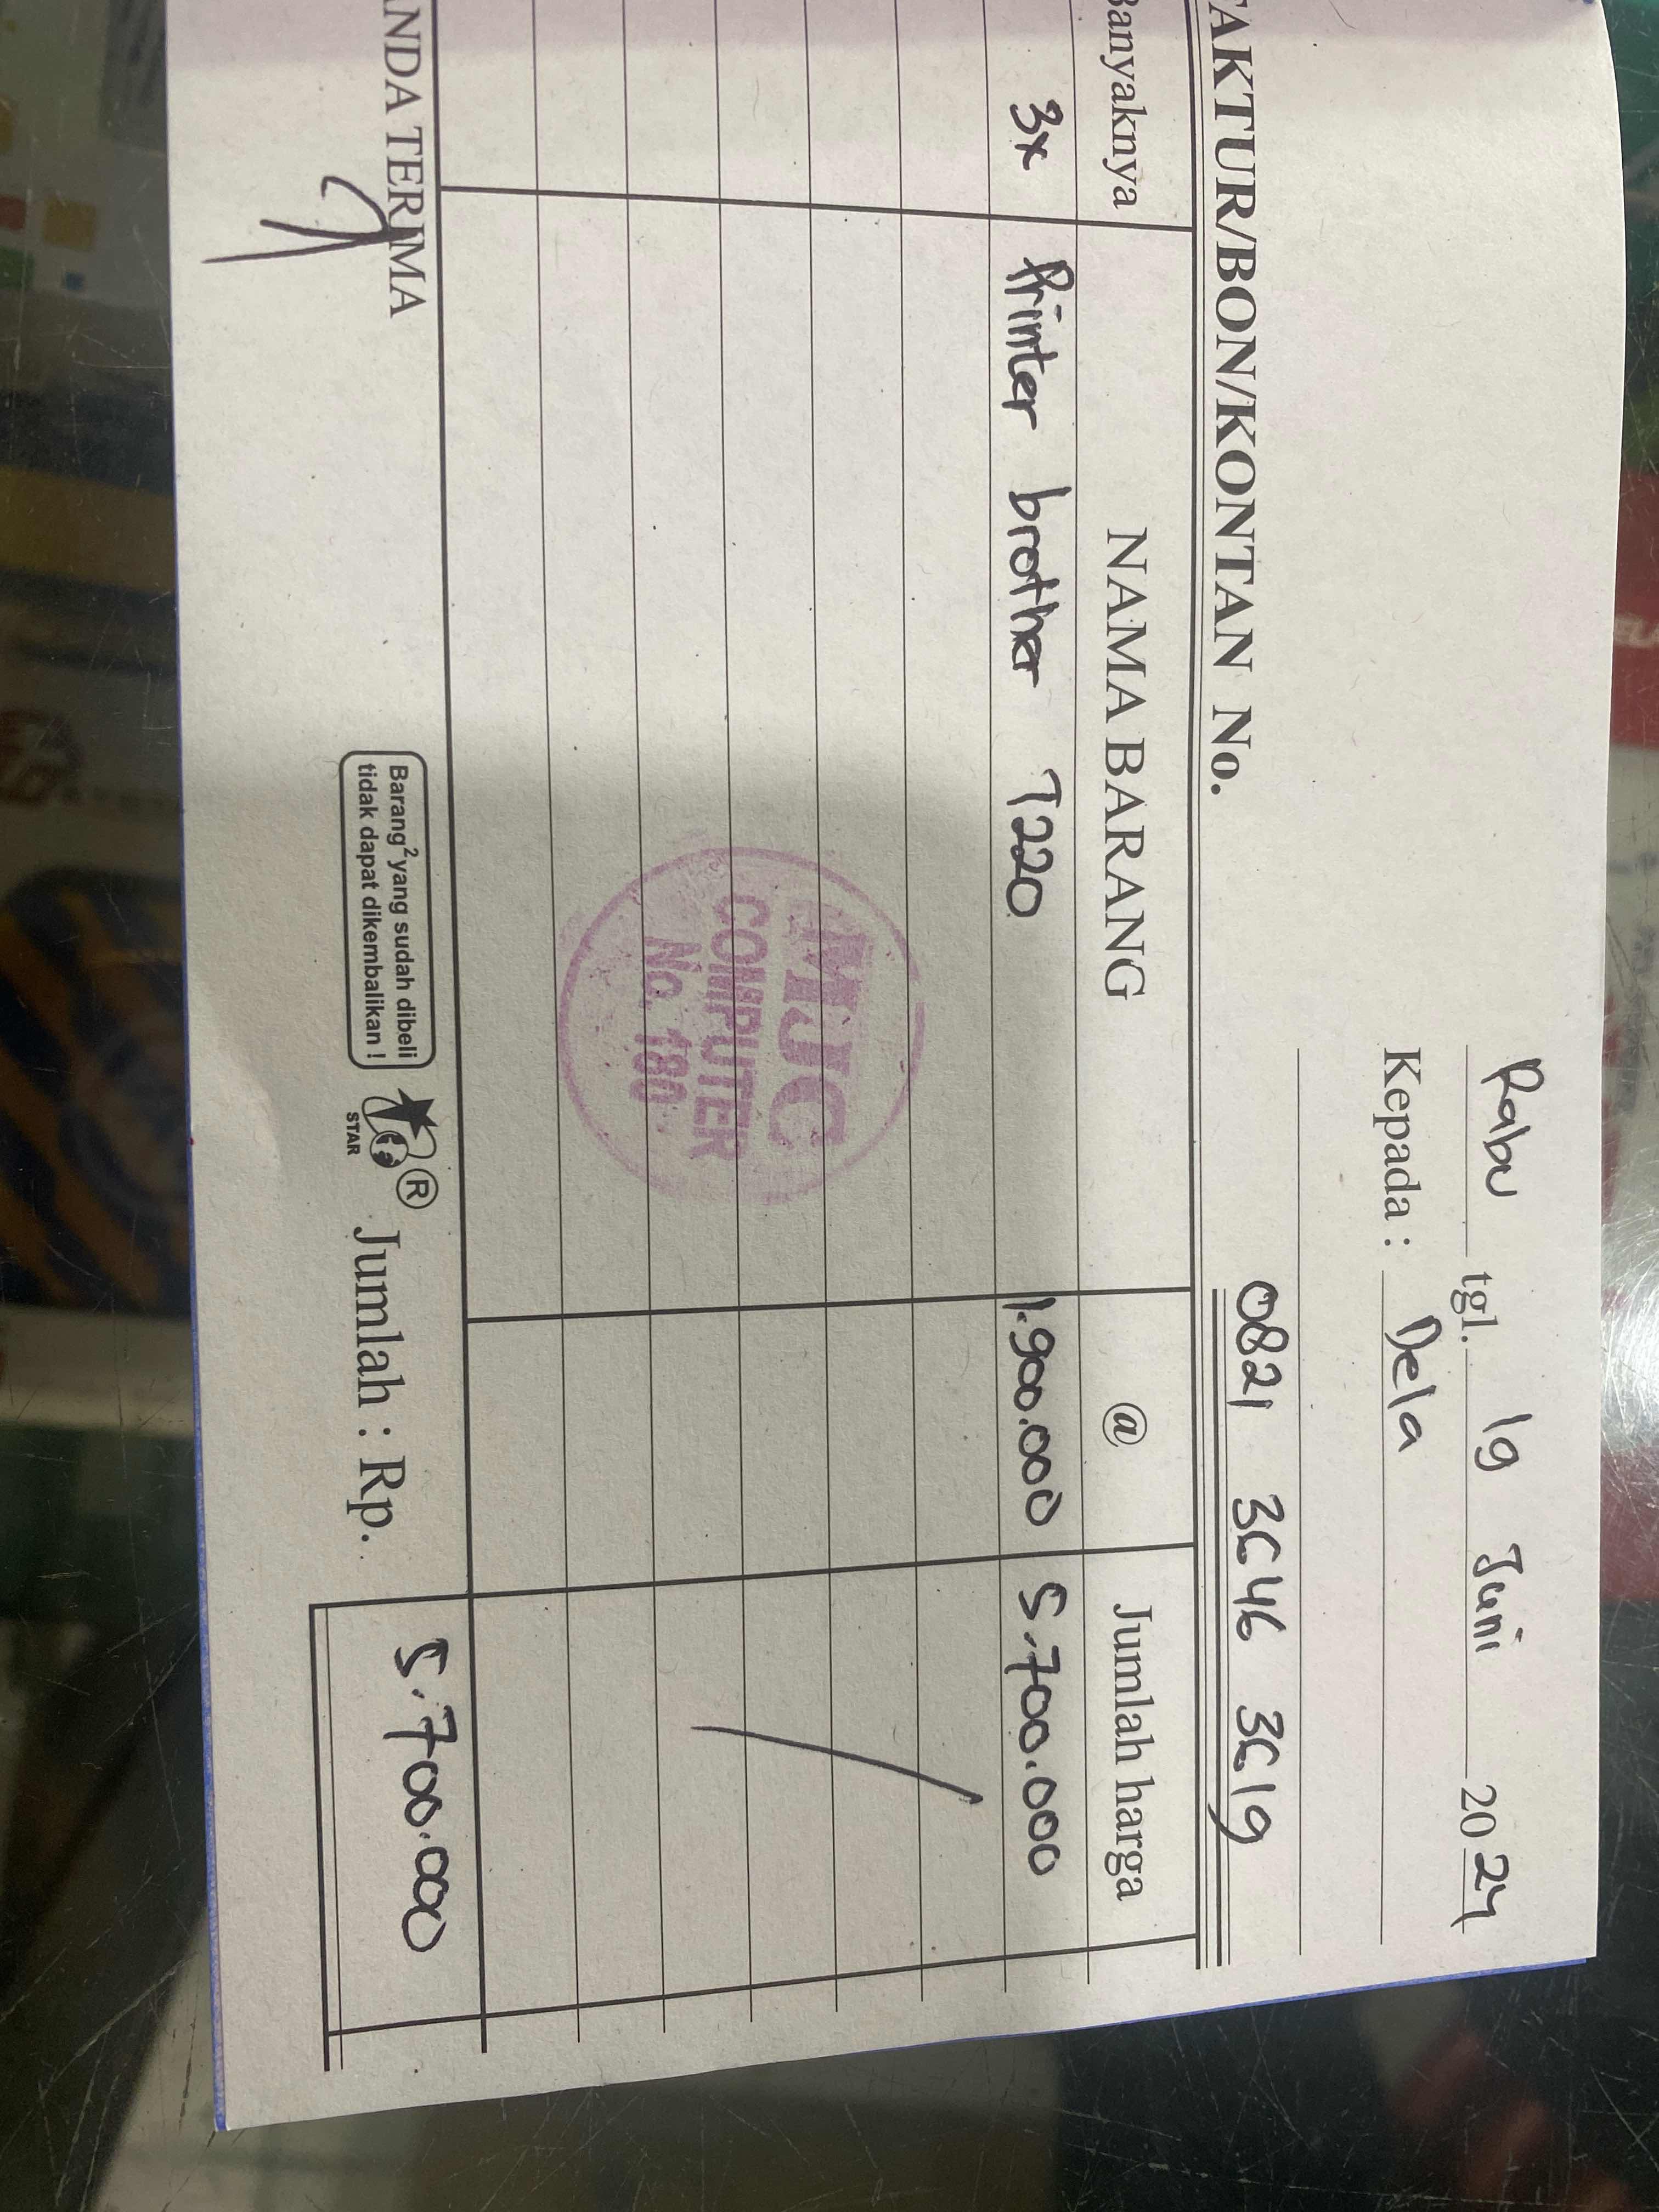 Rabu tgl. 19 Juni 2024
Kepada : Dela
0821 3646 3619
FAKTUR/BON/KONTAN No.
Banyaknya NAMA BARANG @ Jumlah harga
3x Printer brother T220 1.900.000 5.700.000
MJC
COMPUTER
No. 180
TANDA TERIMA
Barang² yang sudah dibeli
tidak dapat dikembalikan !
®
STAR
Jumlah : Rp. 5.700.000